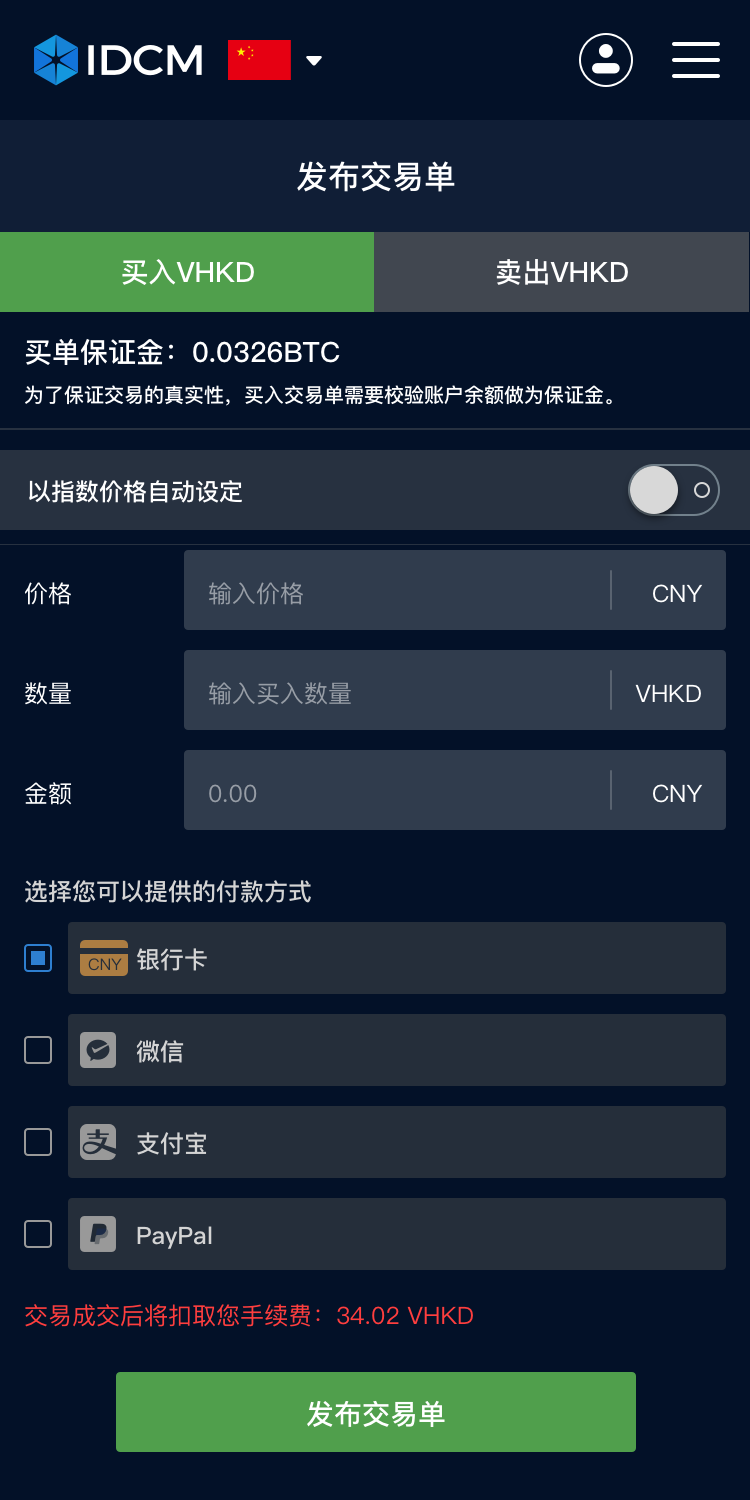 IDCM
发布交易单
买入VHKD
卖出VHKD
买单保证金：0.0326BTC
为了保证交易的真实性，买入交易单需要校验账户余额做为保证金。
以指数价格自动设定
价格 输入价格 CNY
数量 输入买入数量 VHKD
金额 0.00 CNY
选择您可以提供的付款方式
CNY 银行卡
微信
支 支付宝
PayPal
交易成交后将扣取您手续费：34.02 VHKD
发布交易单